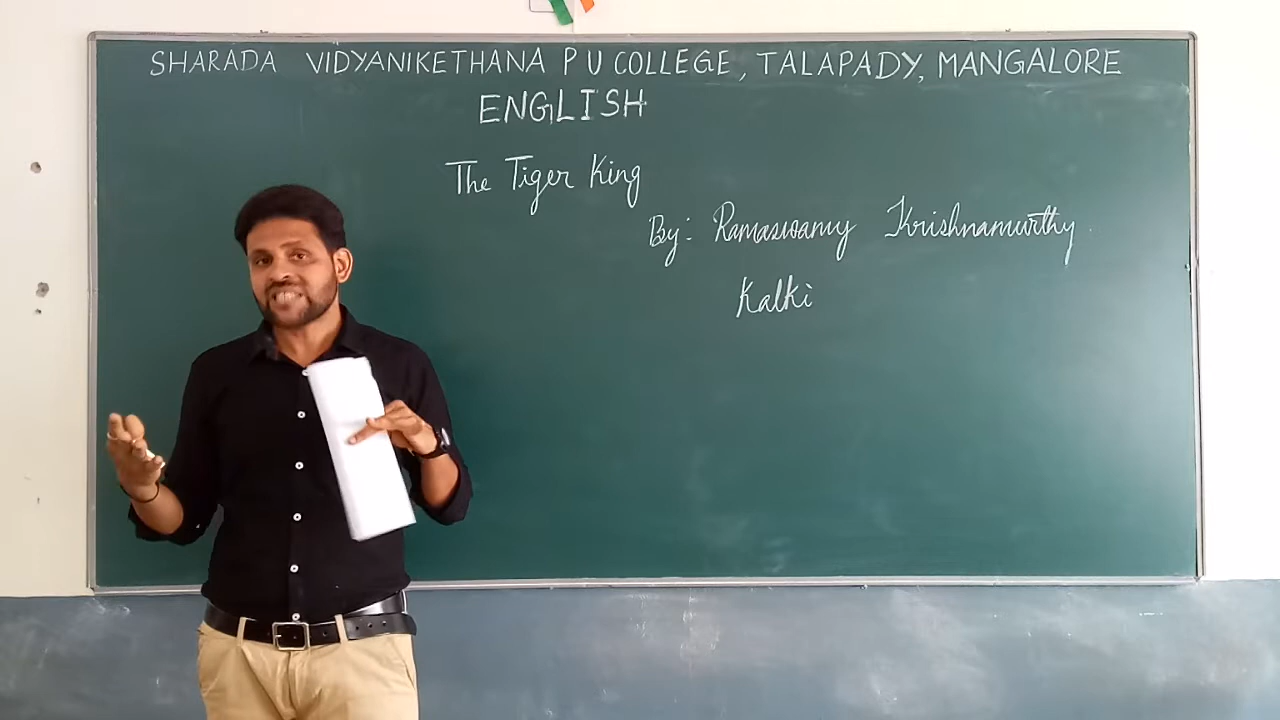 SHARADA VIDYANIKETHANA P U COLLEGE, TALAPADY, MANGALORE
ENGLISH
The Tiger King
By: Ramaswamy Krishnamurthy
Kalki